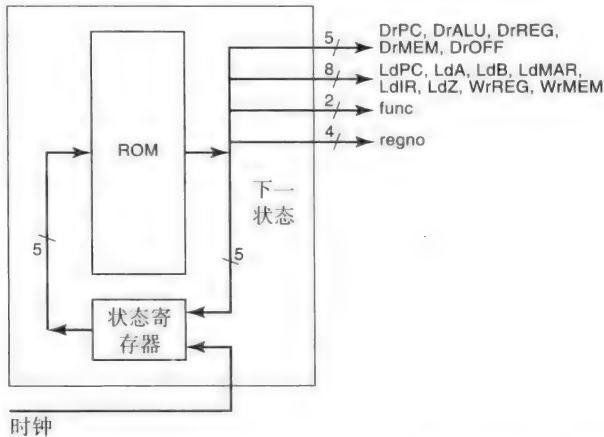 5
DrPC, DrALU, DrREG,
DrMEM, DrOFF
8
LdPC, LdA, LdB, LdMAR,
LdIR, LdZ, WrREG, WrMEM
2
func
4
regno
ROM
下一
状态
5
5
状态寄
存器
时钟